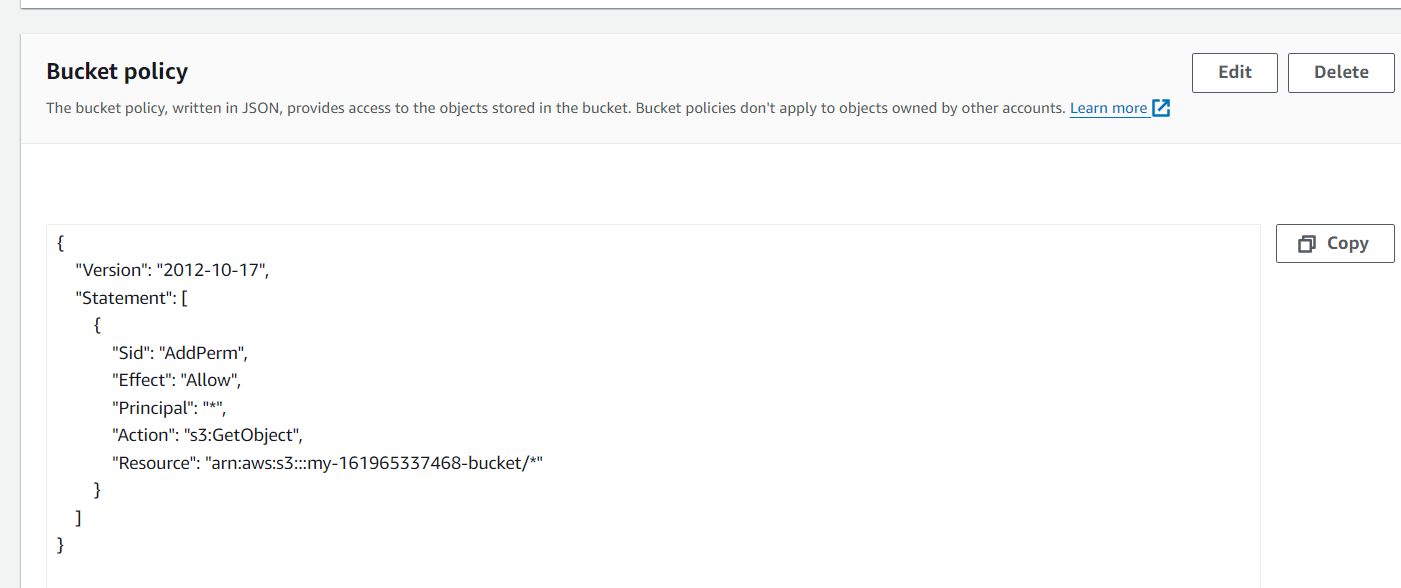 Bucket policy
Edit
Delete
The bucket policy, written in JSON, provides access to the objects stored in the bucket. Bucket policies don't apply to objects owned by other accounts. Learn more
Copy
{
"Version": "2012-10-17",
"Statement": [
{
"Sid": "AddPerm",
"Effect": "Allow",
"Principal": "*",
"Action": "s3:GetObject",
"Resource": "arn:aws:s3:::my-161965337468-bucket/*"
}
]
}